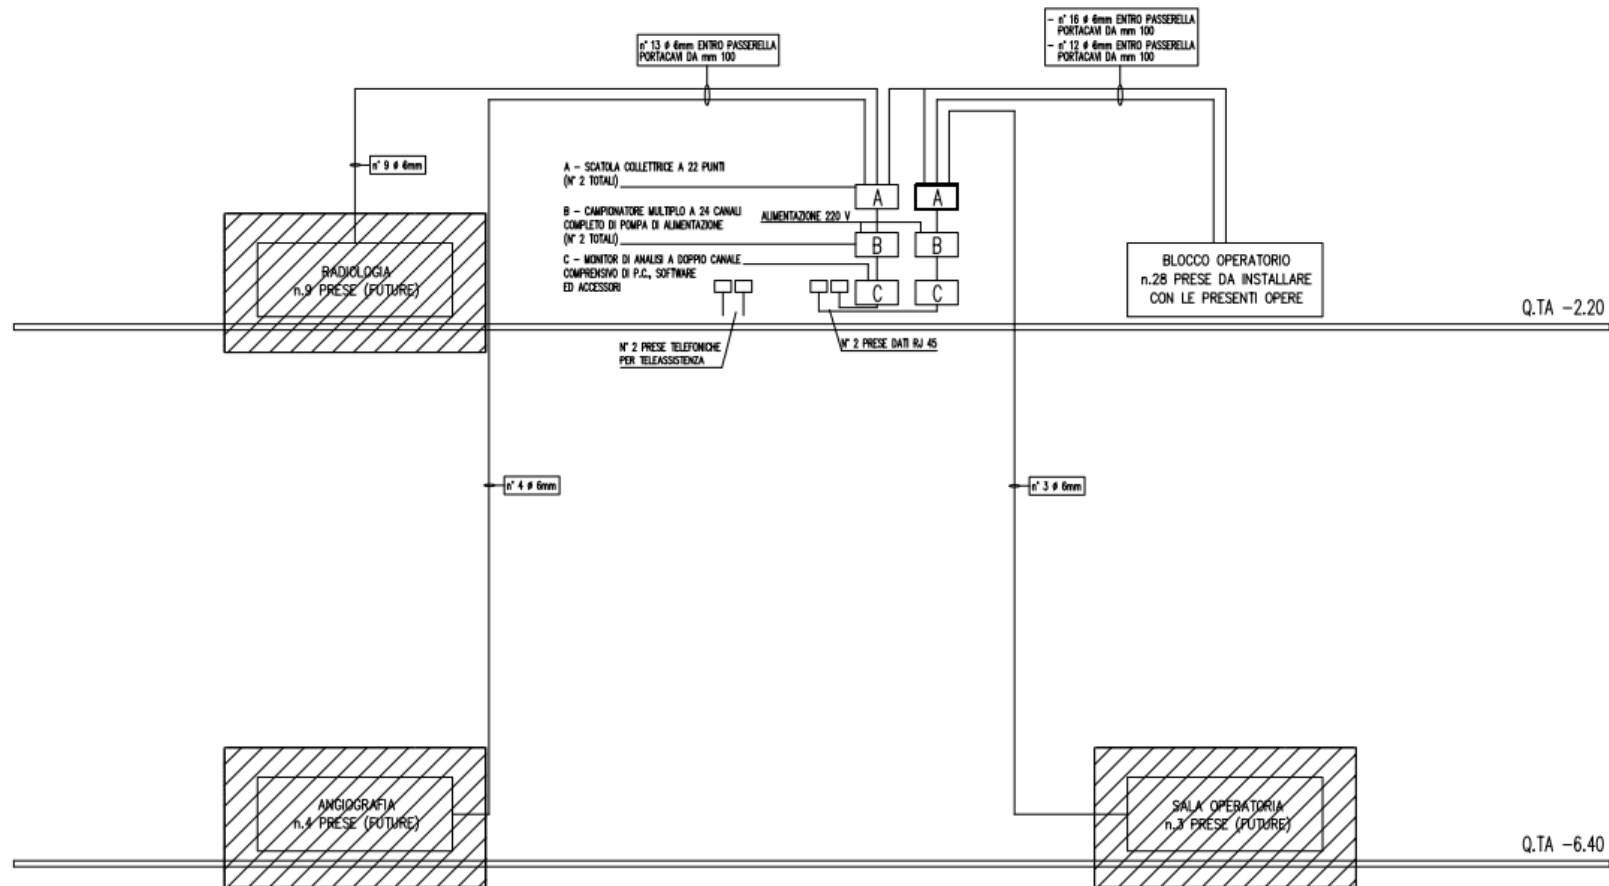 n° 13 ø 6mm ENTRO PASSERELLA
PORTACAVI DA mm 100
– n° 16 ø 6mm ENTRO PASSERELLA
PORTACAVI DA mm 100
– n° 12 ø 6mm ENTRO PASSERELLA
PORTACAVI DA mm 100
n° 9 ø 6mm
A – SCATOLA COLLETTRICE A 22 PUNTI
(N° 2 TOTALI)
A
A
B – CAMPIONATORE MULTIPLO A 24 CANALI
COMPLETO DI POMPA DI ALIMENTAZIONE
(N° 2 TOTALI)
ALIMENTAZIONE 220 V
B
B
C – MONITOR DI ANALISI A DOPPIO CANALE
COMPRENSIVO DI P.C., SOFTWARE
ED ACCESSORI
C
C
RADIOLOGIA
n.9 PRESE (FUTURE)
BLOCCO OPERATORIO
n.28 PRESE DA INSTALLARE
CON LE PRESENTI OPERE
Q.TA –2.20
N° 2 PRESE TELEFONICHE
PER TELEASSISTENZA
N° 2 PRESE DATI RJ 45
n° 4 ø 6mm
n° 3 ø 6mm
ANGIOGRAFIA
n.4 PRESE (FUTURE)
SALA OPERATORIA
n.3 PRESE (FUTURE)
Q.TA –6.40